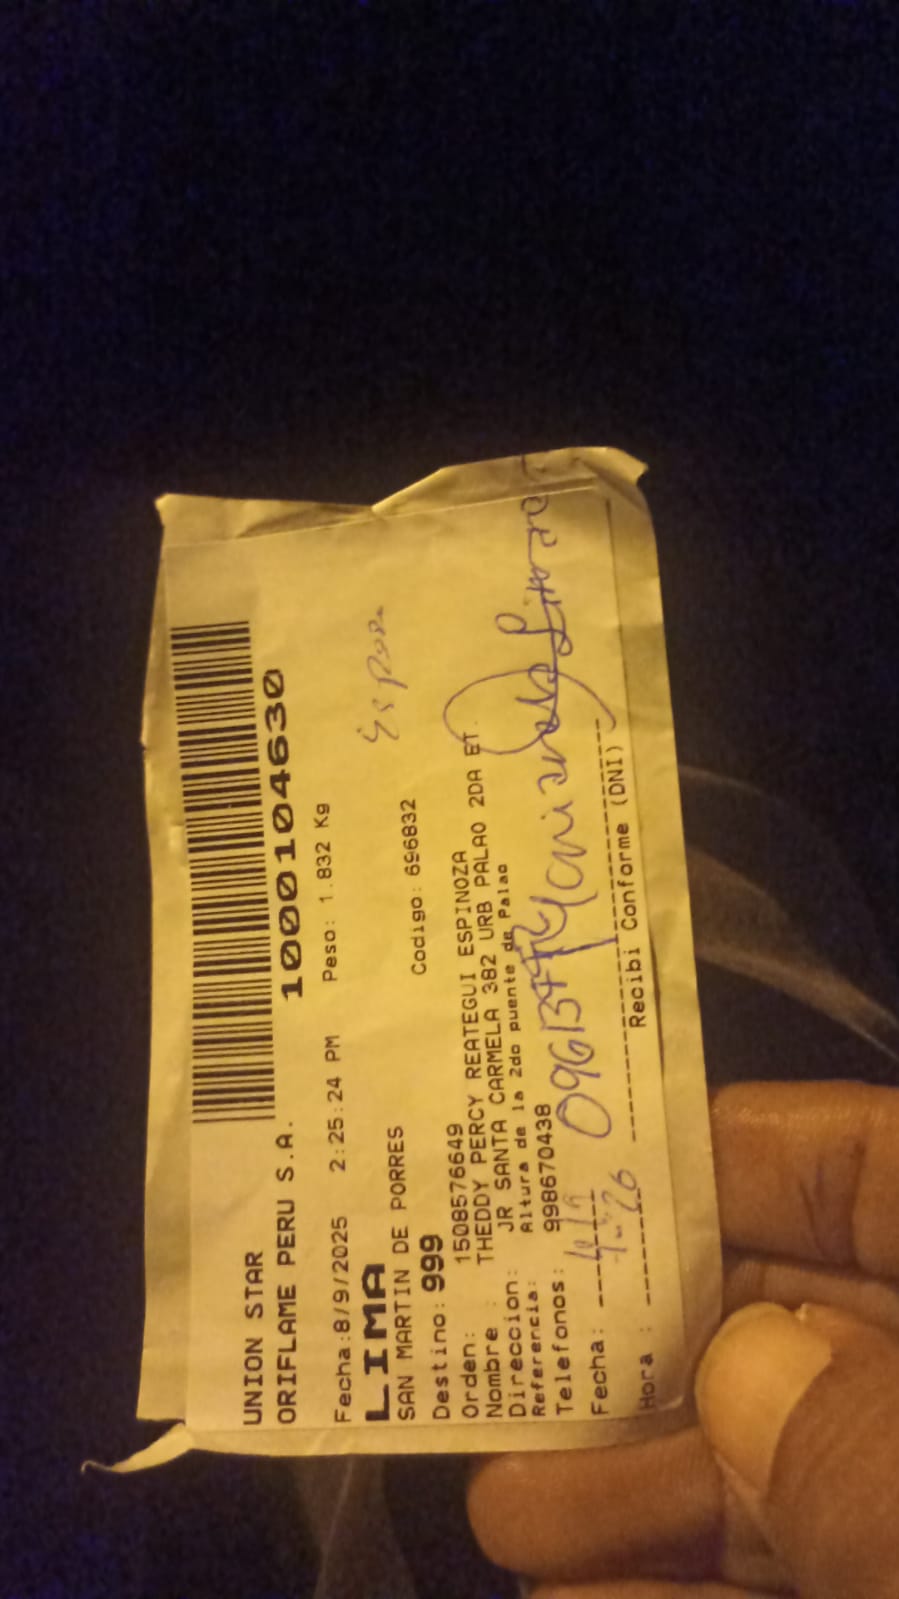 UNION STAR
ORIFLAME PERU S.A.
1000104630
Fecha:8/9/2025 2:25:24 PM Peso: 1.832 Kg
LIMA
SAN MARTIN DE PORRES Codigo: 696832
Destino: 999
Orden: 1508576649
Nombre : THEDDY PERCY REATEGUI ESPINOZA
Direccion: JR SANTA CARMELA 382 URB PALAO 2DA ET.
Referencia: Altura de la 2do puente de Palao
Telefonos: 998670438
Fecha:
Hora :
Recibi Conforme (DNI)